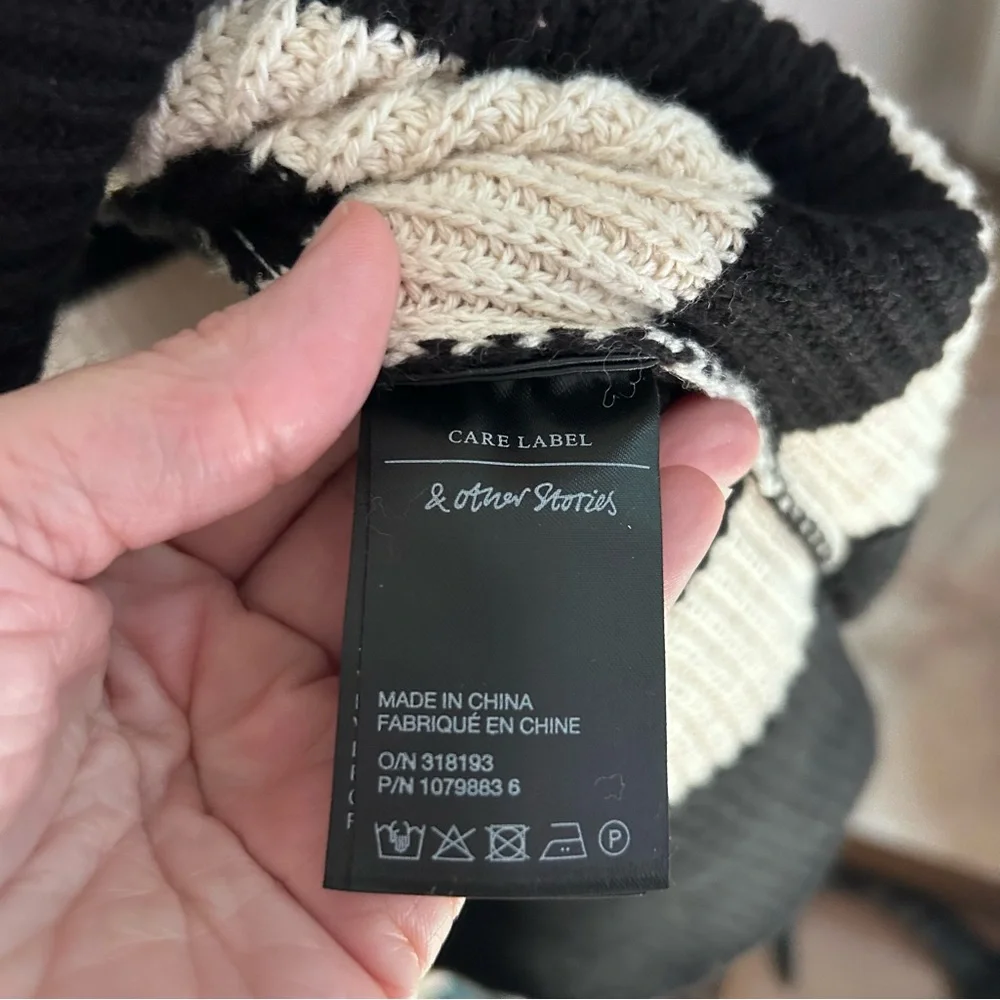 CARE LABEL
& other Stories
MADE IN CHINA
FABRIQUÉ EN CHINE
O/N 318193
P/N 1079883 6
P